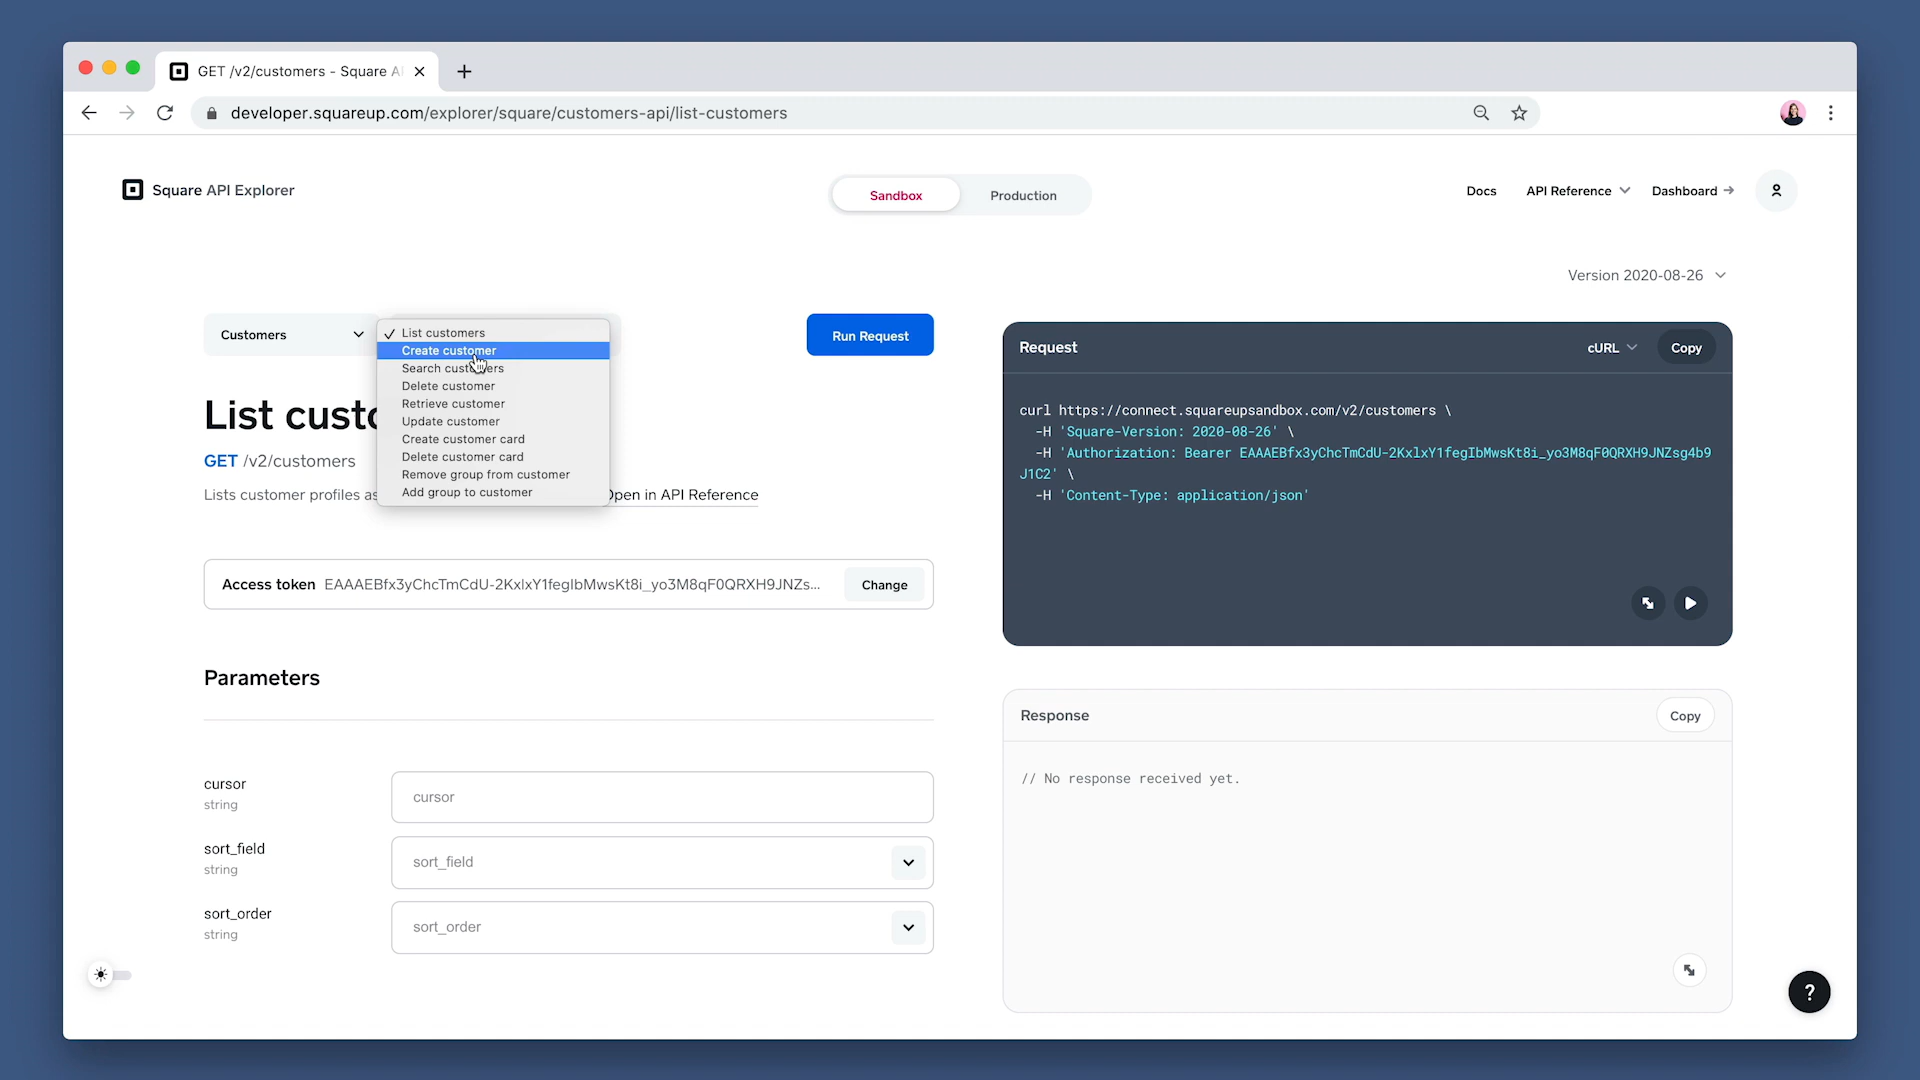 GET /v2/customers - Square A
developer.squareup.com/explorer/square/customers-api/list-customers
Square API Explorer
Sandbox
Production
Docs
API Reference
Dashboard
Version 2020-08-26
Customers
List customers
Create customer
Search customers
Delete customer
Retrieve customer
Update customer
Create customer card
Delete customer card
Remove group from customer
Add group to customer
Run Request
List custo
GET /v2/customers
Lists customer profiles as
Open in API Reference
Access token EAAAEBfx3yChcTmCdU-2KxlxY1fegIbMwsKt8i_yo3M8qF0QRXH9JNZs...
Change
Parameters
cursor
string
cursor
sort_field
string
sort_field
sort_order
string
sort_order
Request
cURL
Copy
curl https://connect.squareupsandbox.com/v2/customers \
-H 'Square-Version: 2020-08-26' \
-H 'Authorization: Bearer EAAAEBfx3yChcTmCdU-2KxlxY1fegIbMwsKt8i_yo3M8qF0QRXH9JNZsg4b9
J1C2' \
-H 'Content-Type: application/json'
Response
Copy
// No response received yet.
?